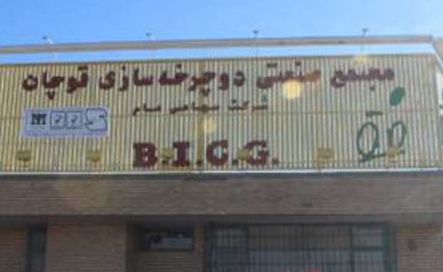 مجتمع صنعتی دوچرخه سازی قوچان
شرکت سهامی عام
B.I.C.G.